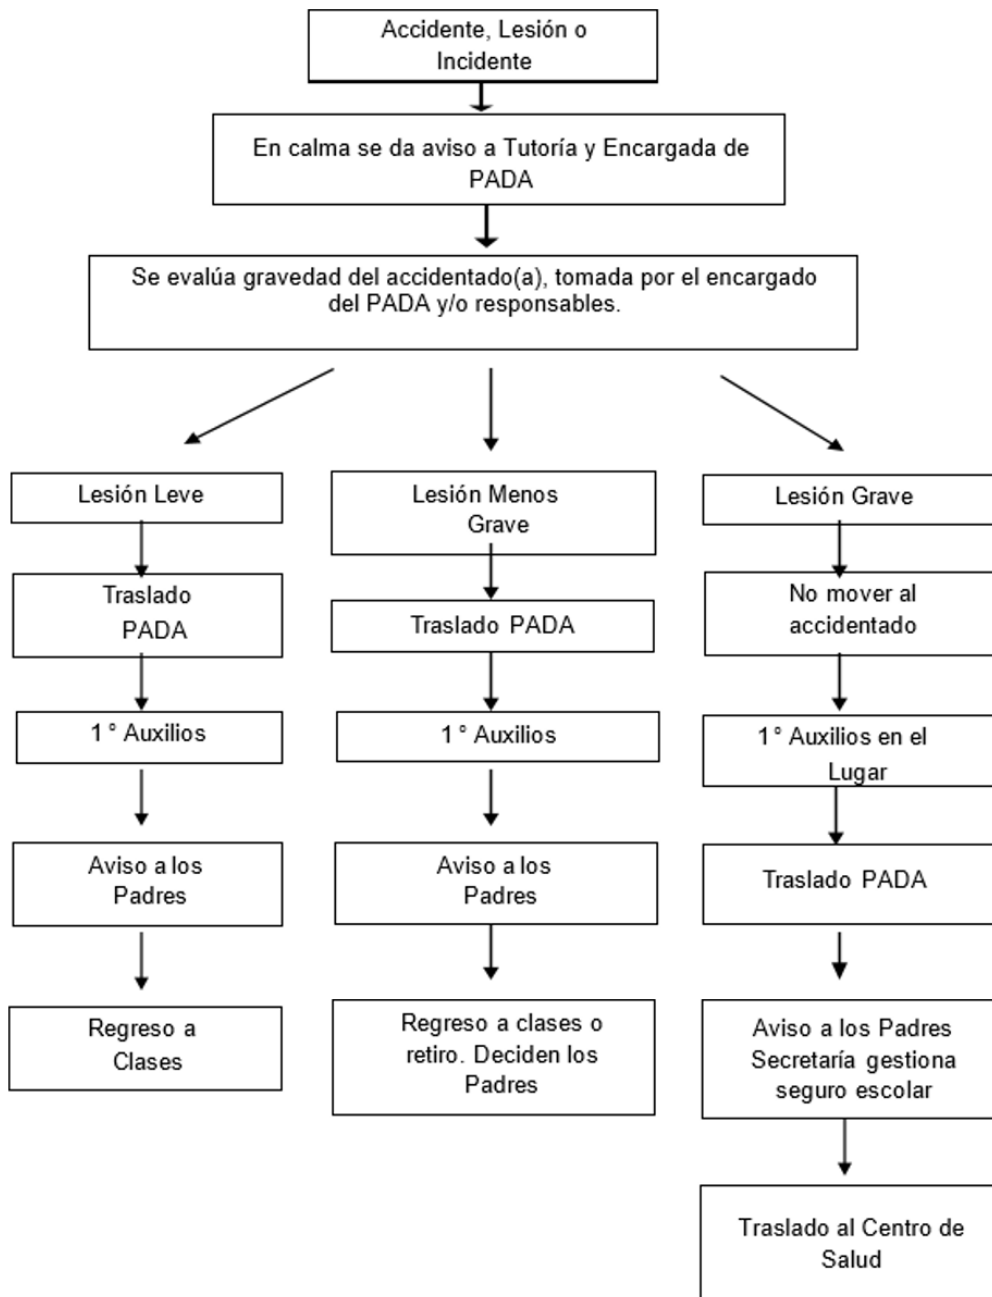 Accidente, Lesión o
Incidente
En calma se da aviso a Tutoría y Encargada de
PADA
Se evalúa gravedad del accidentado(a), tomada por el encargado
del PADA y/o responsables.
Lesión Leve
Traslado
PADA
1° Auxilios
Aviso a los
Padres
Regreso a
Clases
Lesión Menos
Grave
Traslado PADA
1° Auxilios
Aviso a los
Padres
Regreso a clases o
retiro. Deciden los
Padres
Lesión Grave
No mover al
accidentado
1° Auxilios en el
Lugar
Traslado PADA
Aviso a los Padres
Secretaría gestiona
seguro escolar
Traslado al Centro de
Salud